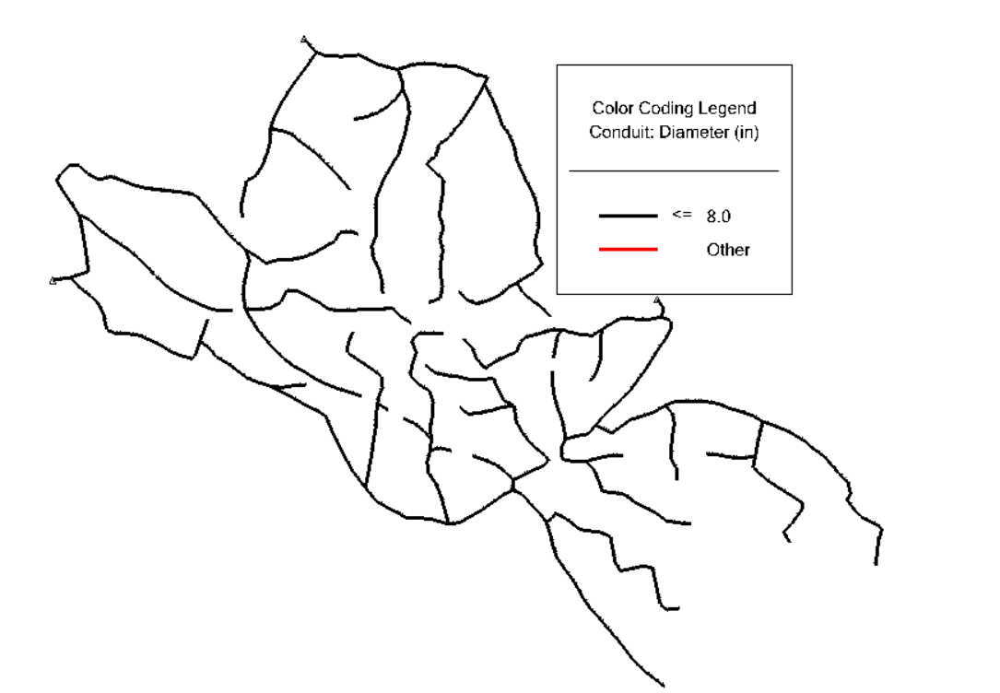 Color Coding Legend
Conduit: Diameter (in)
<= 8.0
Other